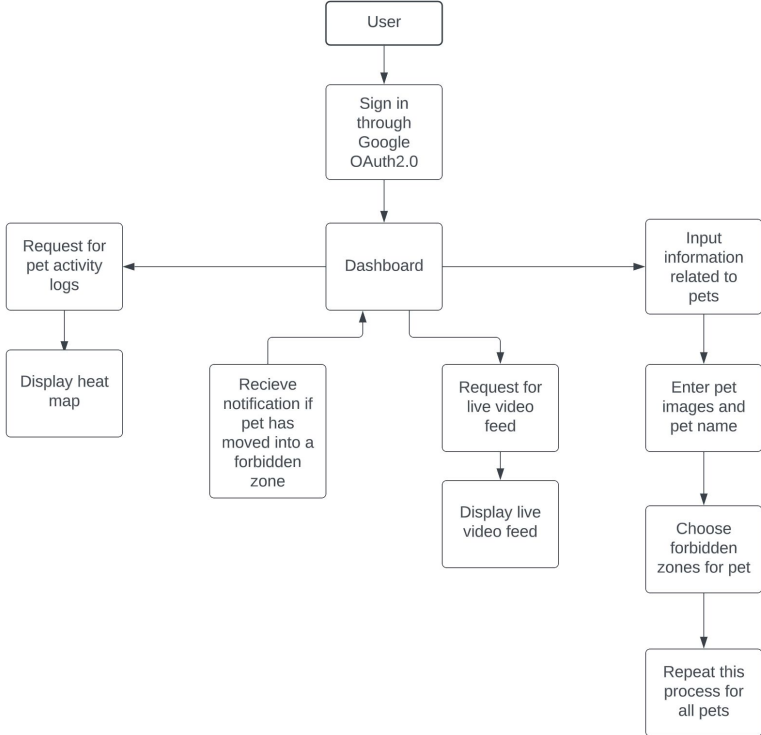 User
Sign in
through
Google
OAuth2.0
Request for
pet activity
logs
Dashboard
Input
information
related to
pets
Display heat
map
Recieve
notification if
pet has
moved into a
forbidden
zone
Request for
live video
feed
Enter pet
images and
pet name
Display live
video feed
Choose
forbidden
zones for pet
Repeat this
process for
all pets